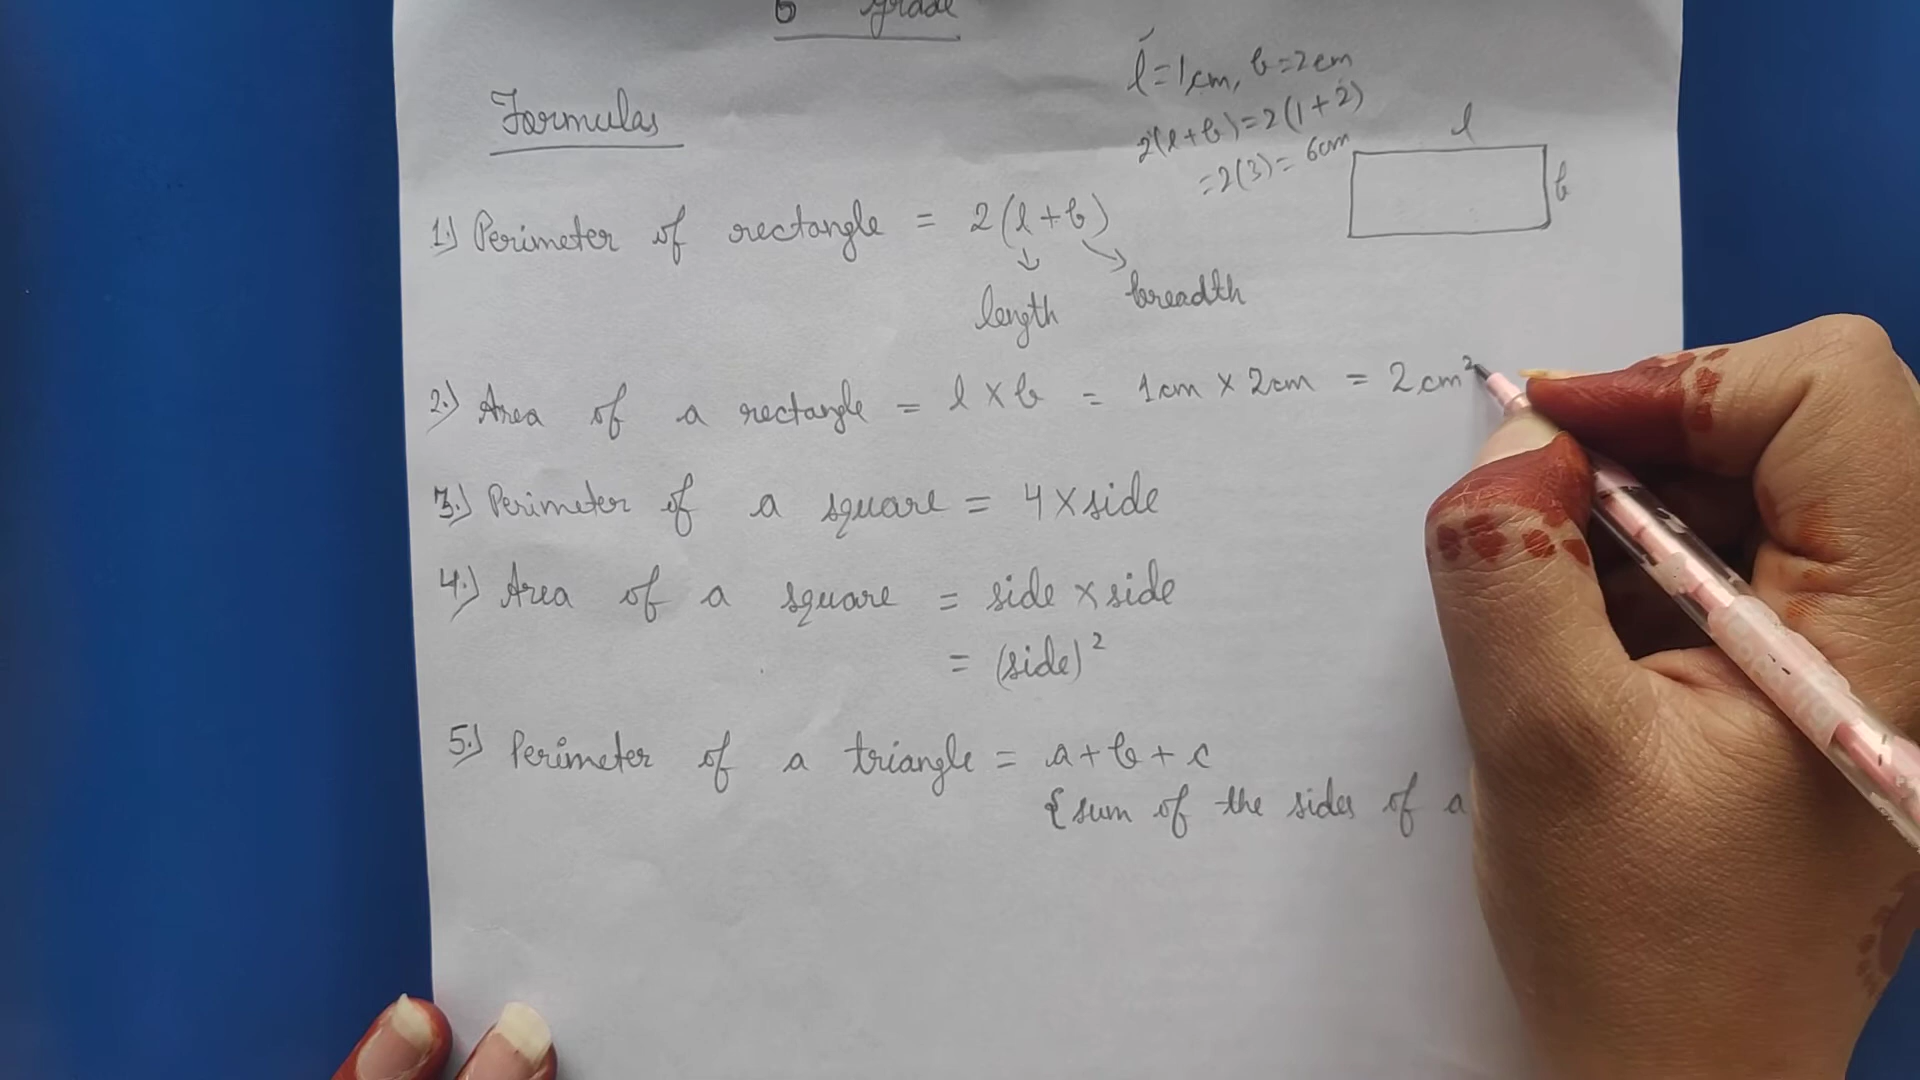 6 grade
Formulas
l = 1cm, b = 2cm
2(l+b) = 2(1+2)
= 2(3) = 6cm
l
b
1.) Perimeter of rectangle = 2(l+b)
length
breadth
2.) Area of a rectangle = l × b = 1cm × 2cm = 2cm²
3.) Perimeter of a square = 4 × side
4.) Area of a square = side × side
= (side)²
5.) Perimeter of a triangle = a + b + c
{sum of the sides of a